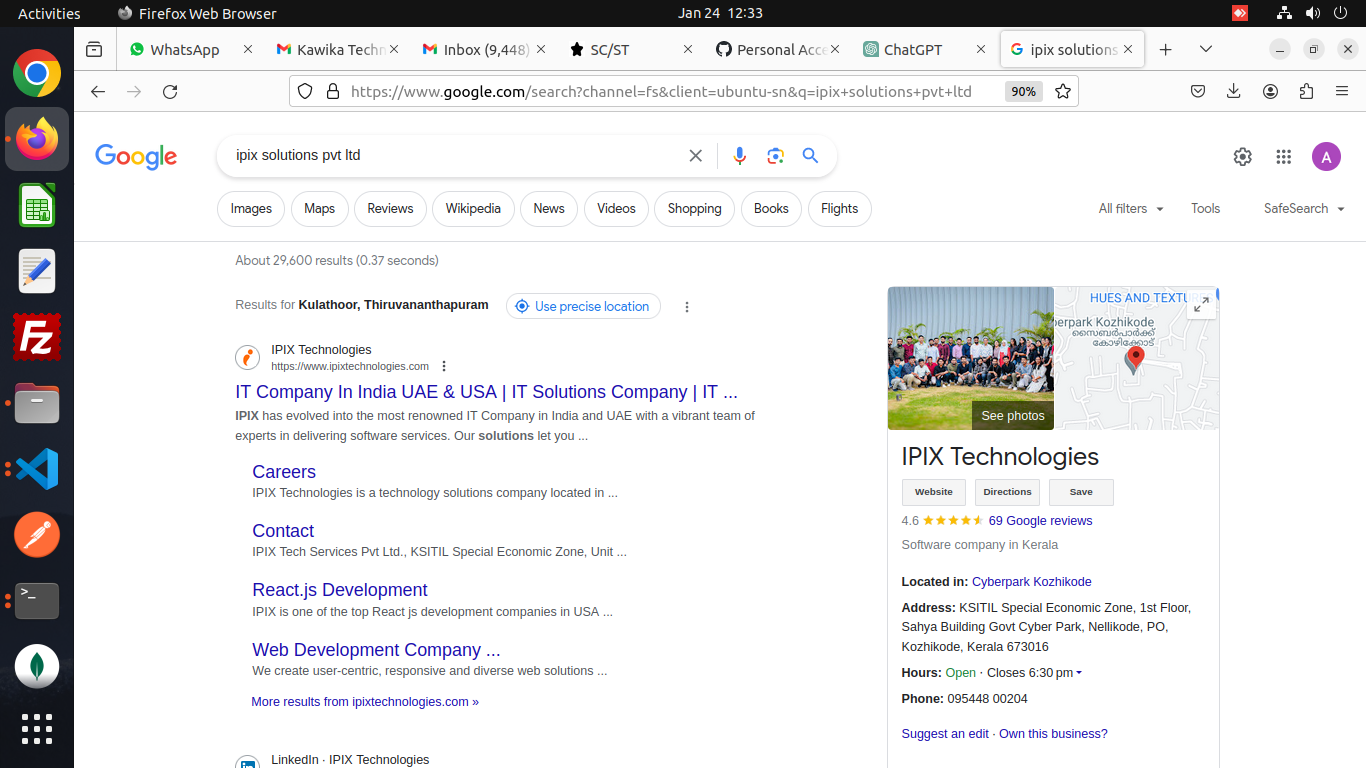 Activities
Firefox Web Browser
Jan 24 12:33
WhatsApp
Kawika Techn
Inbox (9,448)
SC/ST
Personal Acce
ChatGPT
ipix solutions
https://www.google.com/search?channel=fs&client=ubuntu-sn&q=ipix+solutions+pvt+ltd
90%
Google
ipix solutions pvt ltd
A
Images
Maps
Reviews
Wikipedia
News
Videos
Shopping
Books
Flights
All filters
Tools
SafeSearch
About 29,600 results (0.37 seconds)
Results for Kulathoor, Thiruvananthapuram
Use precise location
IPIX Technologies
https://www.ipixtechnologies.com
IT Company In India UAE & USA | IT Solutions Company | IT ...
IPIX has evolved into the most renowned IT Company in India and UAE with a vibrant team of
experts in delivering software services. Our solutions let you ...
Careers
IPIX Technologies is a technology solutions company located in ...
Contact
IPIX Tech Services Pvt Ltd., KSITIL Special Economic Zone, Unit ...
React.js Development
IPIX is one of the top React js development companies in USA ...
Web Development Company ...
We create user-centric, responsive and diverse web solutions ...
More results from ipixtechnologies.com »
LinkedIn · IPIX Technologies
HUES AND TEXTUR
berpark Kozhikode
സൈബർപാർക്ക്
കോഴിക്കോട്
See photos
IPIX Technologies
Website
Directions
Save
4.6
69 Google reviews
Software company in Kerala
Located in: Cyberpark Kozhikode
Address: KSITIL Special Economic Zone, 1st Floor,
Sahya Building Govt Cyber Park, Nellikode, PO,
Kozhikode, Kerala 673016
Hours: Open · Closes 6:30 pm
Phone: 095448 00204
Suggest an edit · Own this business?
Fz
>_
in